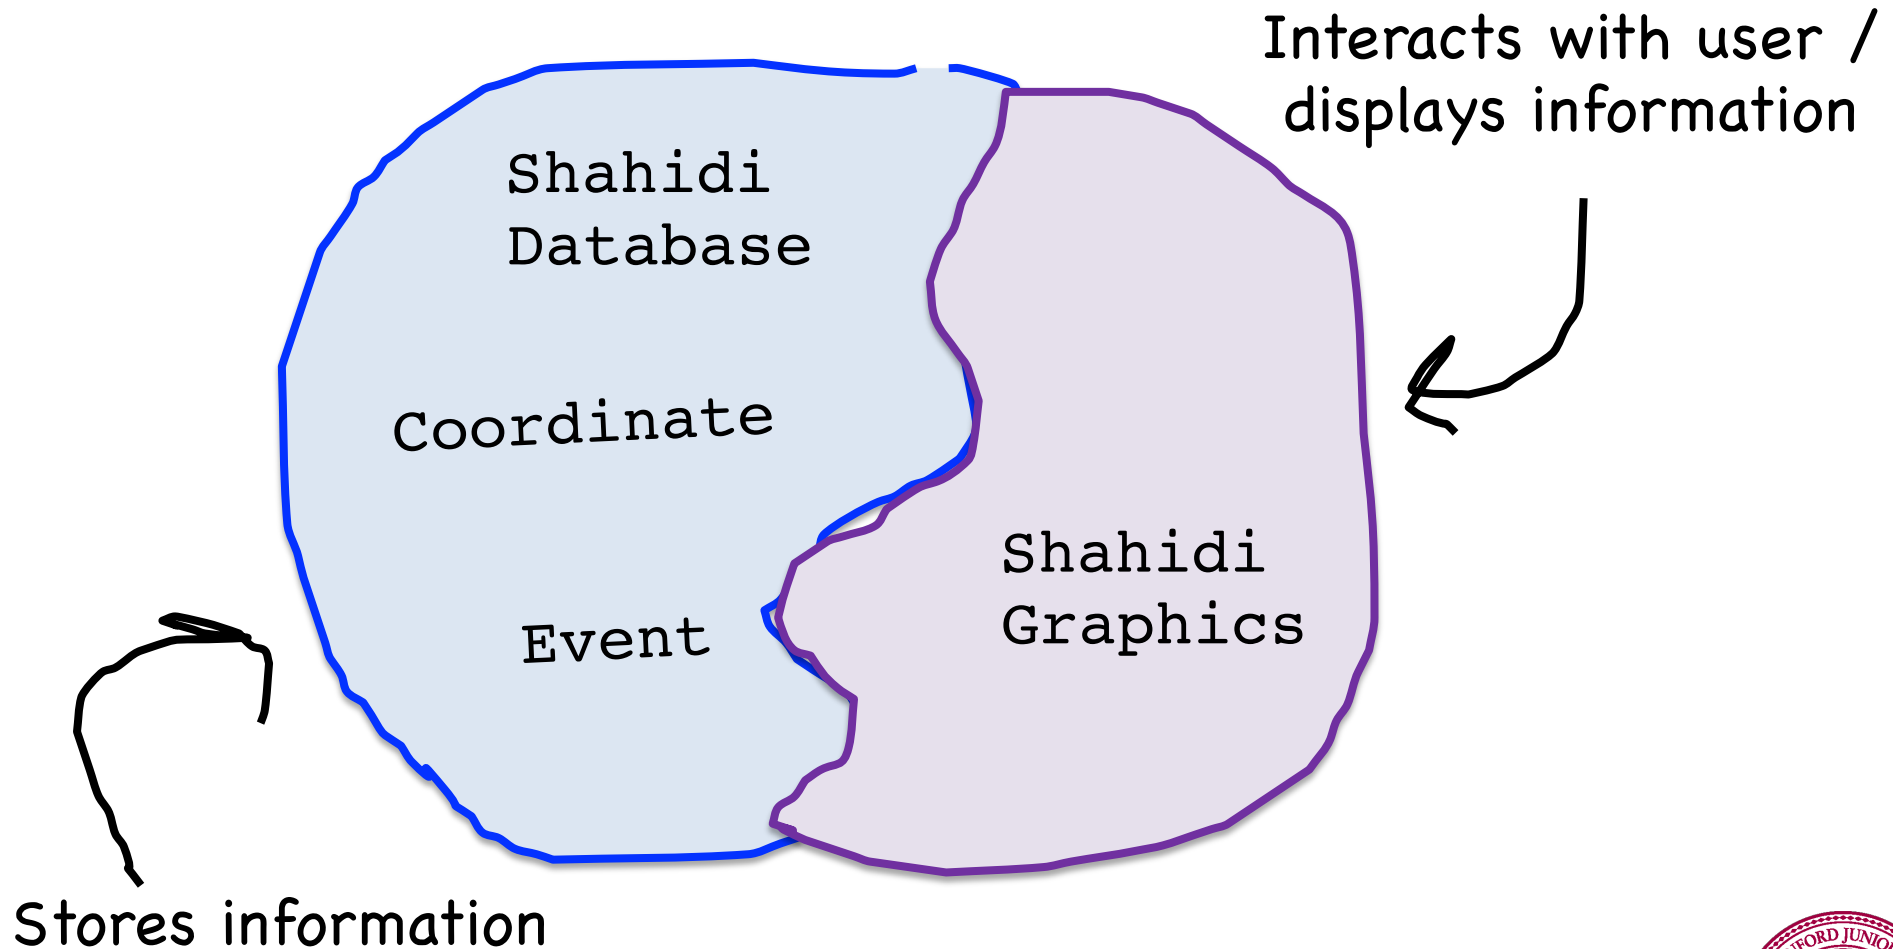 Interacts with user /
displays information
Shahidi
Database
Coordinate
Event
Shahidi
Graphics
Stores information